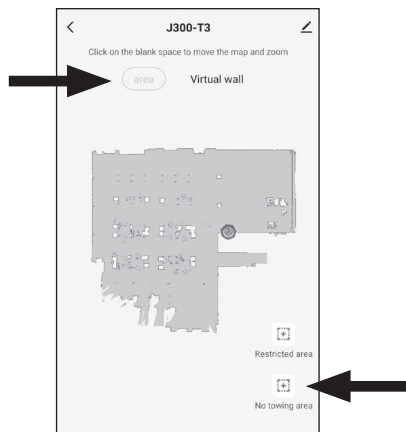 J300-T3
Click on the blank space to move the map and zoom
area Virtual wall
Restricted area
No towing area